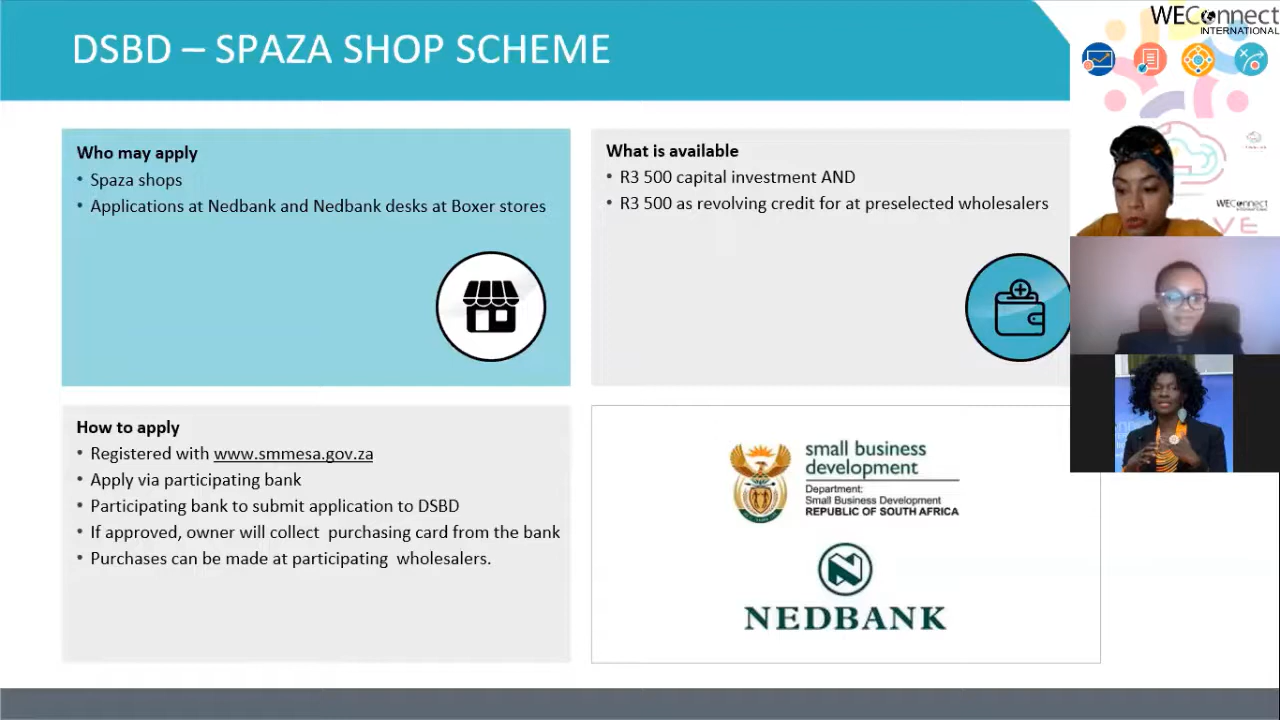 DSBD – SPAZA SHOP SCHEME
WEConnect
INTERNATIONAL
Who may apply
• Spaza shops
• Applications at Nedbank and Nedbank desks at Boxer stores
What is available
• R3 500 capital investment AND
• R3 500 as revolving credit for at preselected wholesalers
WEConnect
VE
How to apply
• Registered with www.smmesa.gov.za
• Apply via participating bank
• Participating bank to submit application to DSBD
• If approved, owner will collect purchasing card from the bank
• Purchases can be made at participating wholesalers.
small business
development
Department:
Small Business Development
REPUBLIC OF SOUTH AFRICA
NEDBANK